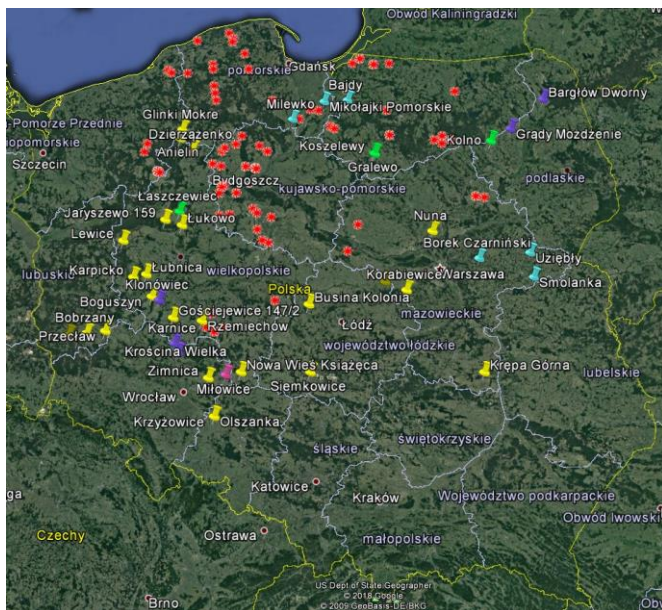 Obwód Kaliningradzki
Gdańsk
pomorskie
Bajdy
Bargłów Dworny
Milewko
Mikołajki Pomorskie
Glinki Mokre
Dzierżążenko
Anielin
Koszelewy
Kolno
Grądy Możdżenie
Gralewo
-Pomorze Przednie
niopomorskie
Szczecin
podlaskie
Bydgoszcz
kujawsko-pomorskie
Łaszczewiec
Jaryszewo 159
Łukowo
Nuna
Lewice
Borek Czarniński
Uzięby
lubuskie
Karpicko
Łubnica
wielkopolskie
Polska
Korabiewice
Warszawa
Smolanka
Klonówiec
Boguszyn
Gościejewice 147/2
Busina Kolonia
mazowieckie
Bobrzany
Karnice
Rzemiechów
Łódź
Przecław
Krościna Wielka
województwo łódzkie
Zimnica
Nowa Wieś Książęca
Krępa Górna
Miłowice
Siemkowice
lubelskie
Wrocław
Krzyżowice
Olszanka
śląskie
świętokrzyskie
Katowice
Kraków
Województwo podkarpackie
Obwód lwowski
Czechy
Ostrawa
małopolskie
Brno
US Dept of State Geographer
© 2018 Google
© 2009 GeoBasis-DE/BKG